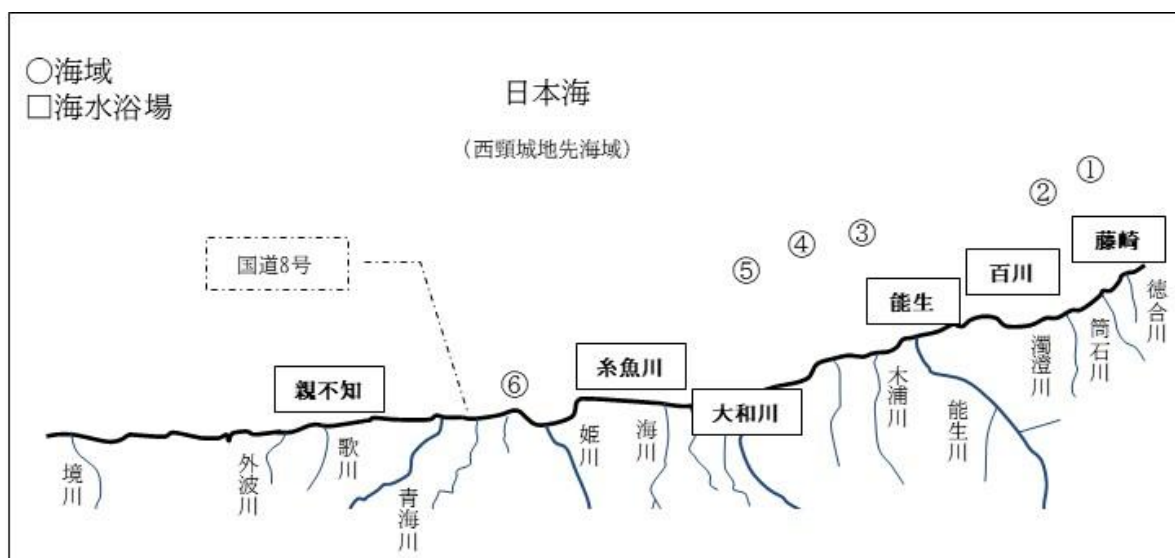 ○海域
□海水浴場
日本海
(西頸城地先海域)
①
②
③
④
⑤
⑥
国道8号
藤崎
百川
能生
糸魚川
大和川
親不知
境川
外波川
歌川
青海川
姫川
海川
木浦川
能生川
濁澄川
筒石川
徳合川